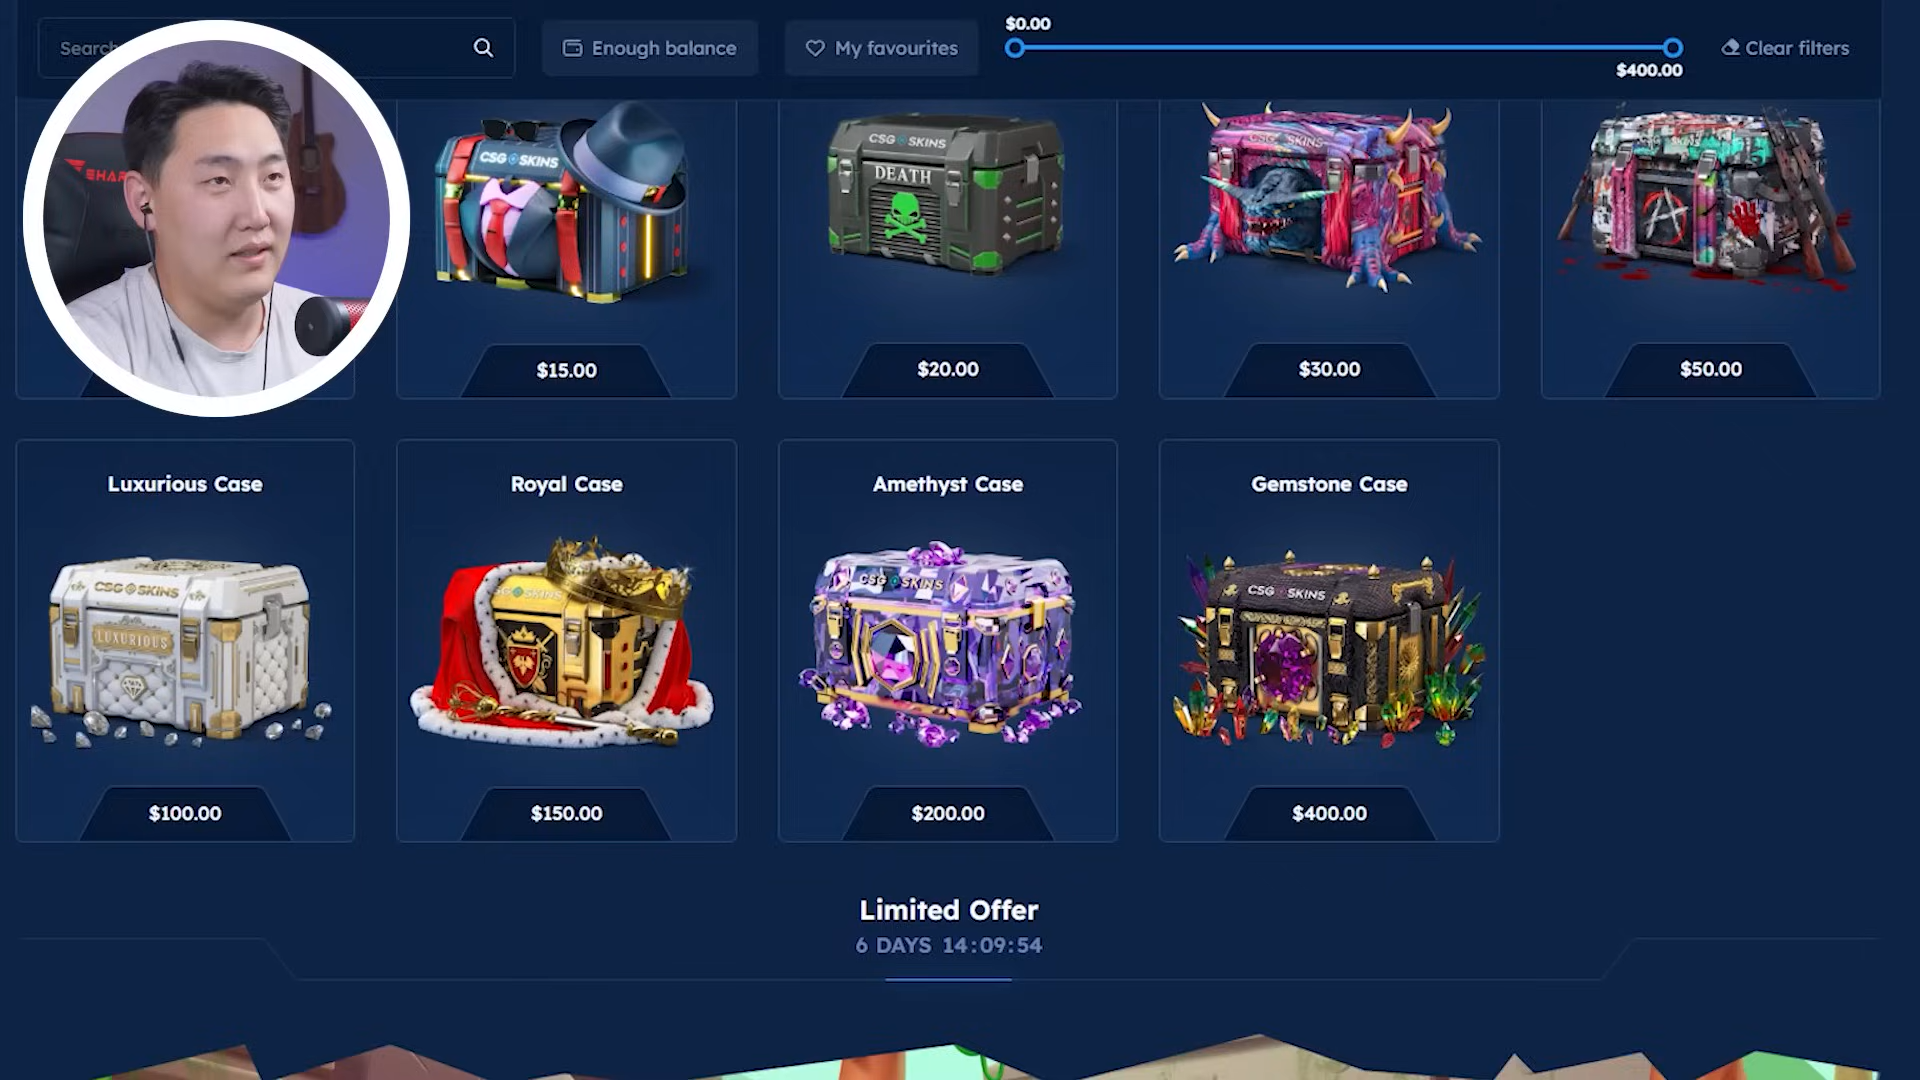 $0.00
Search
Enough balance
My favourites
Clear filters
$400.00
CSG SKINS
CSG SKINS
DEATH
CSG SKINS
SKINS
$15.00
$20.00
$30.00
$50.00
Luxurious Case
Royal Case
Amethyst Case
Gemstone Case
CSG SKINS
LUXURIOUS
SKINS
CSG SKINS
CSG SKINS
$100.00
$150.00
$200.00
$400.00
Limited Offer
6 DAYS 14:09:54